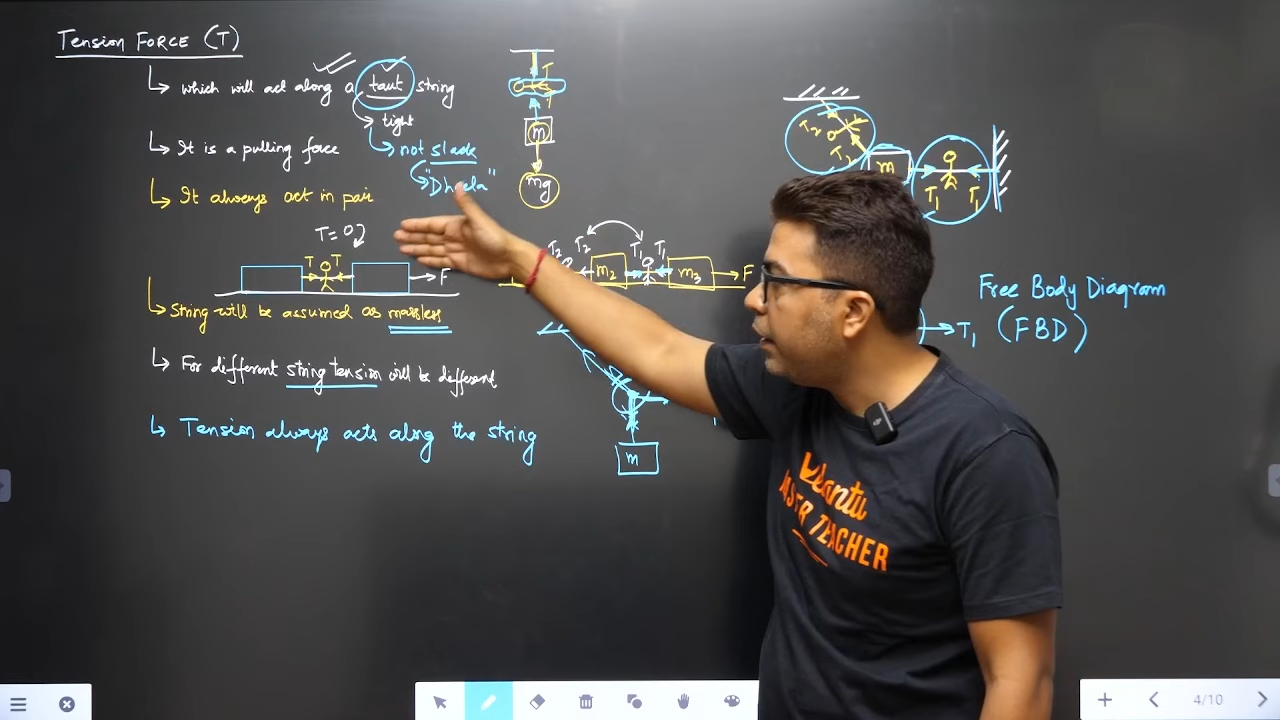 Tension FORCE (T)
↳ which will act along a taut string
↳ tight
↳ not slack
↳ "Dheela"
↳ It is a pulling force
↳ It always act in pair
T = 0?
T T
F
↳ String will be assumed as massless
↳ For different string tension will be different
↳ Tension always acts along the string
T
T
m
mg
T2 T2 T1 T1
m2 m3 F
m
T2
T2
m
T1 T1
Free Body Diagram
(FBD)
T1
Vedantu
MASTER TEACHER
4/10